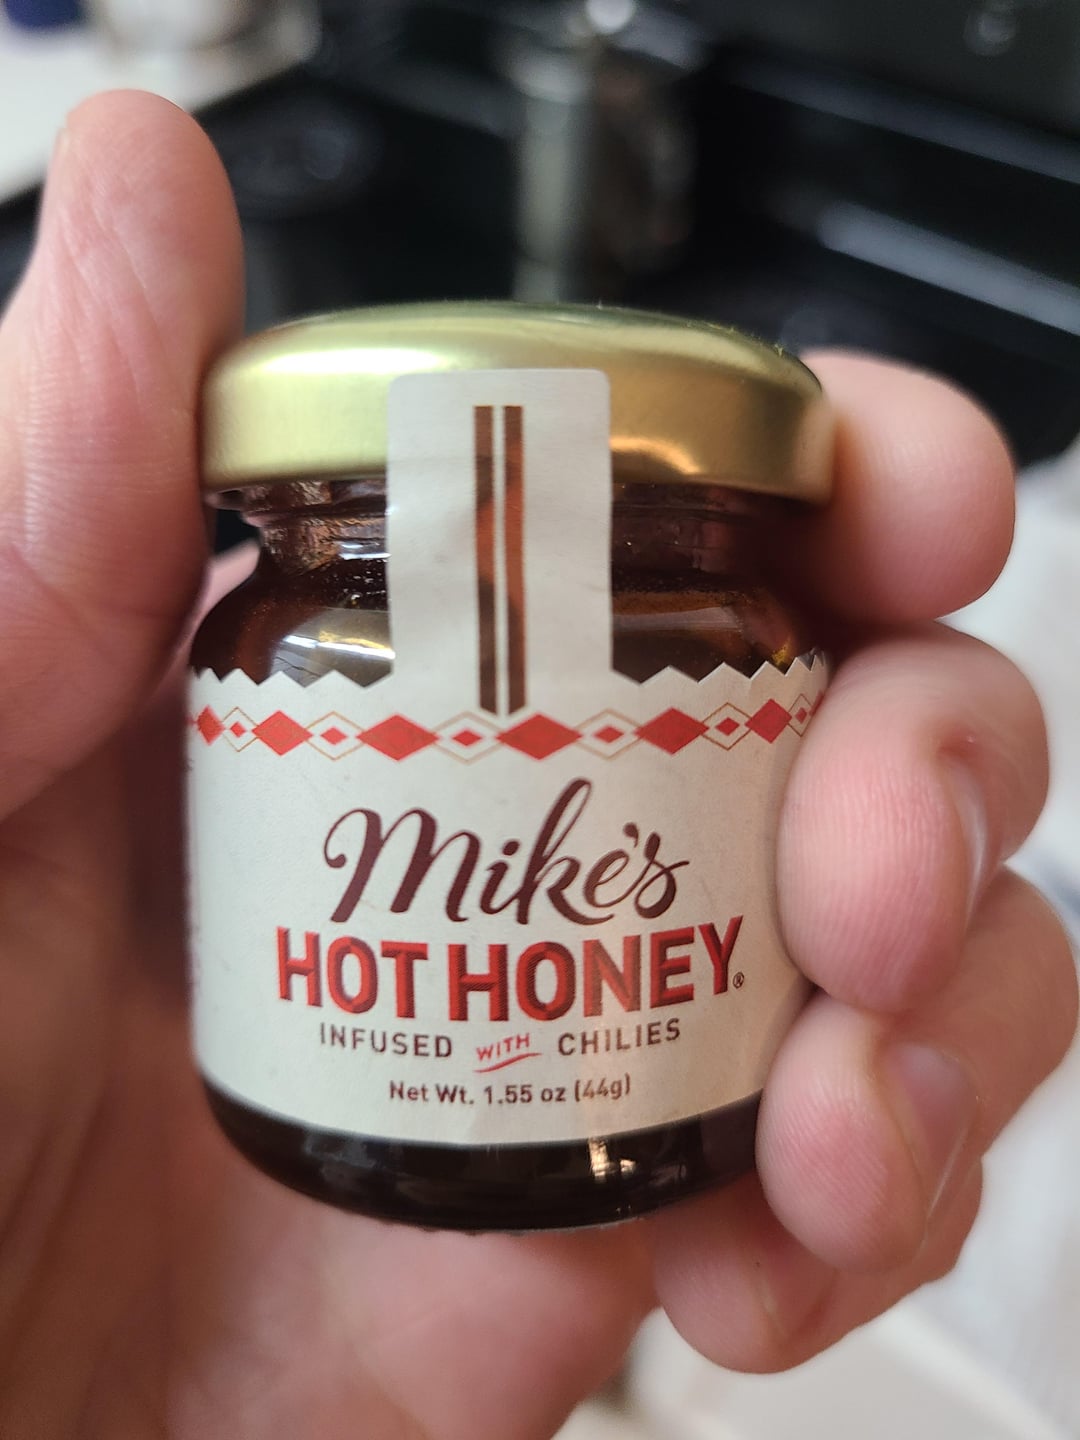 Mike's
HOT HONEY®
INFUSED WITH CHILIES
Net Wt. 1.55 oz (44g)